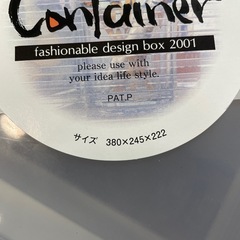 Container
fashionable design box 2001
please use with
your idea life style.
PAT.P
サイズ 380×245×222